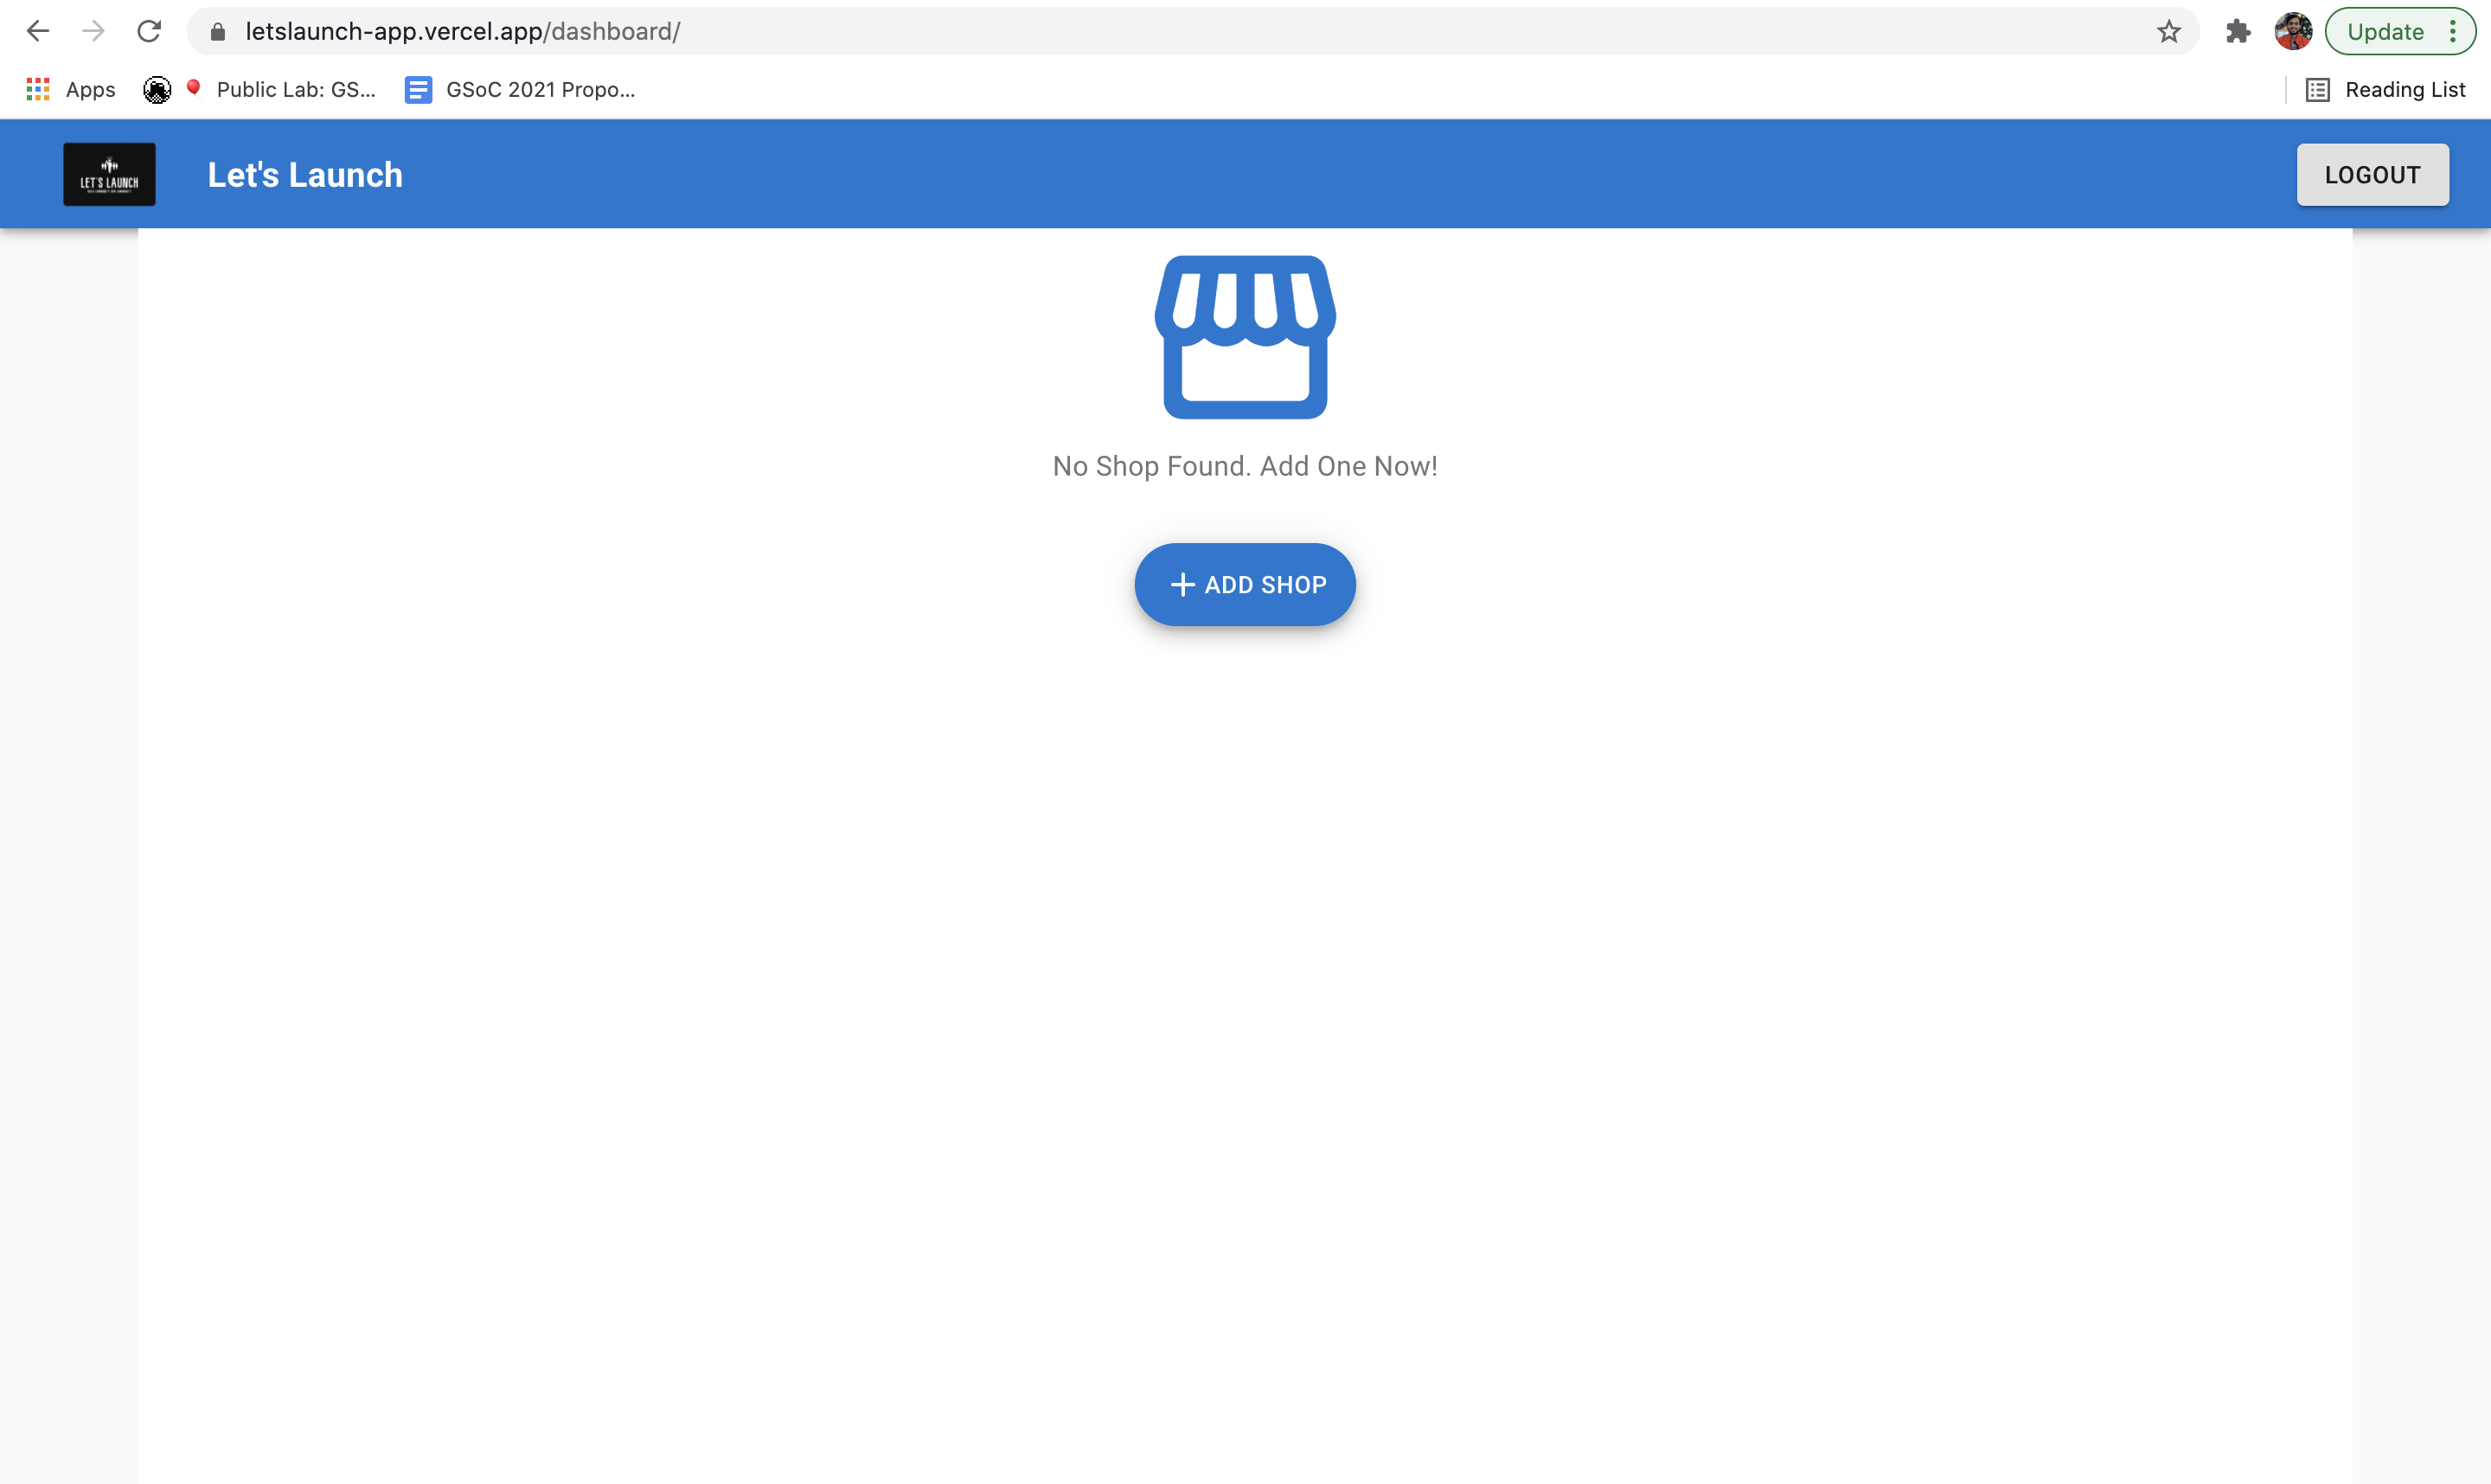 letslaunch-app.vercel.app/dashboard/
Update
Apps
Public Lab: GS...
GSoC 2021 Propo...
Reading List
LET'S LAUNCH
Let's Launch
LOGOUT
No Shop Found. Add One Now!
ADD SHOP